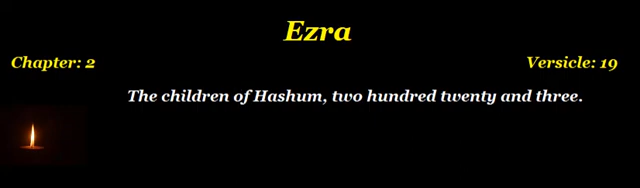 Ezra
Chapter: 2
Versicle: 19
The children of Hashum, two hundred twenty and three.